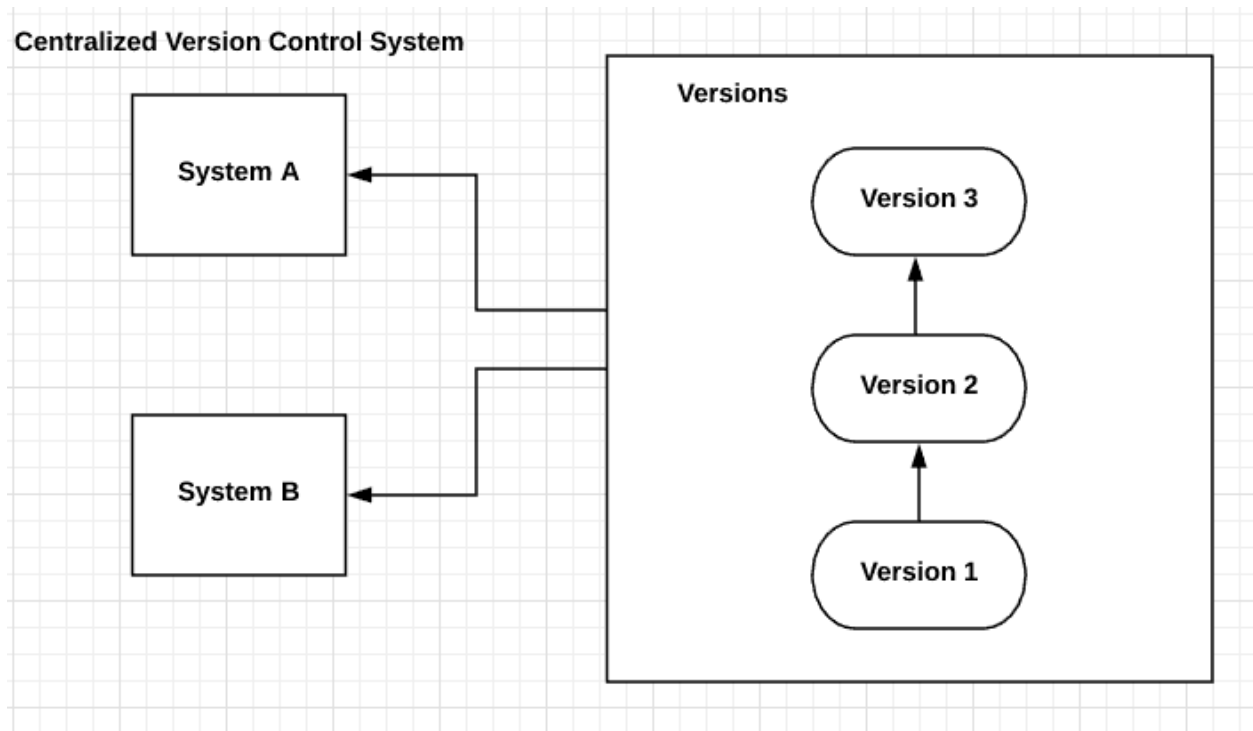 Centralized Version Control System
Versions
System A
Version 3
Version 2
System B
Version 1